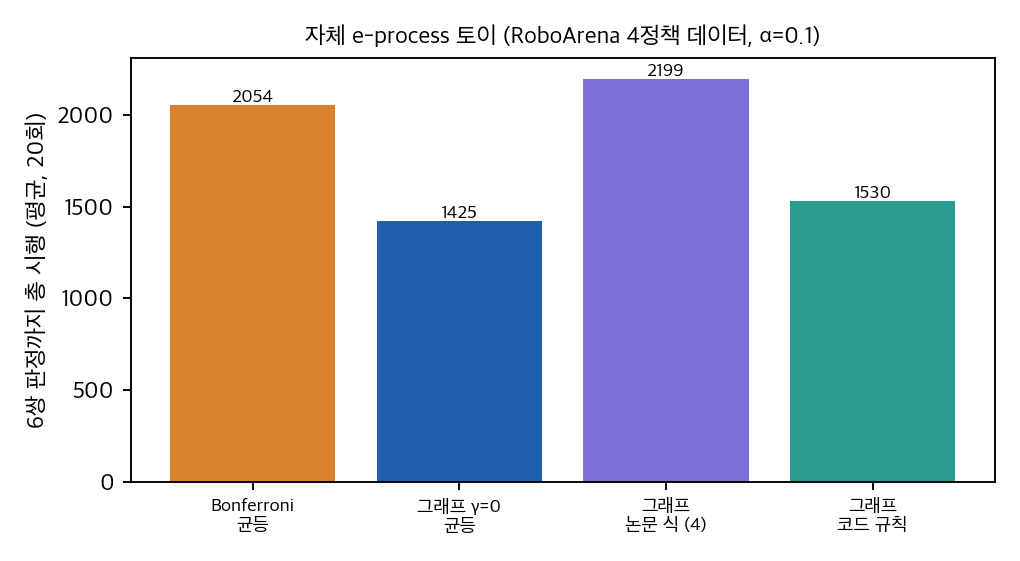 자체 e-process 토이 (RoboArena 4정책 데이터, α=0.1)
6쌍 판정까지 총 시행 (평균, 20회)
2000
1500
1000
500
0
2054
1425
2199
1530
Bonferroni
균등
그래프 γ=0
균등
그래프
논문 식 (4)
그래프
코드 규칙